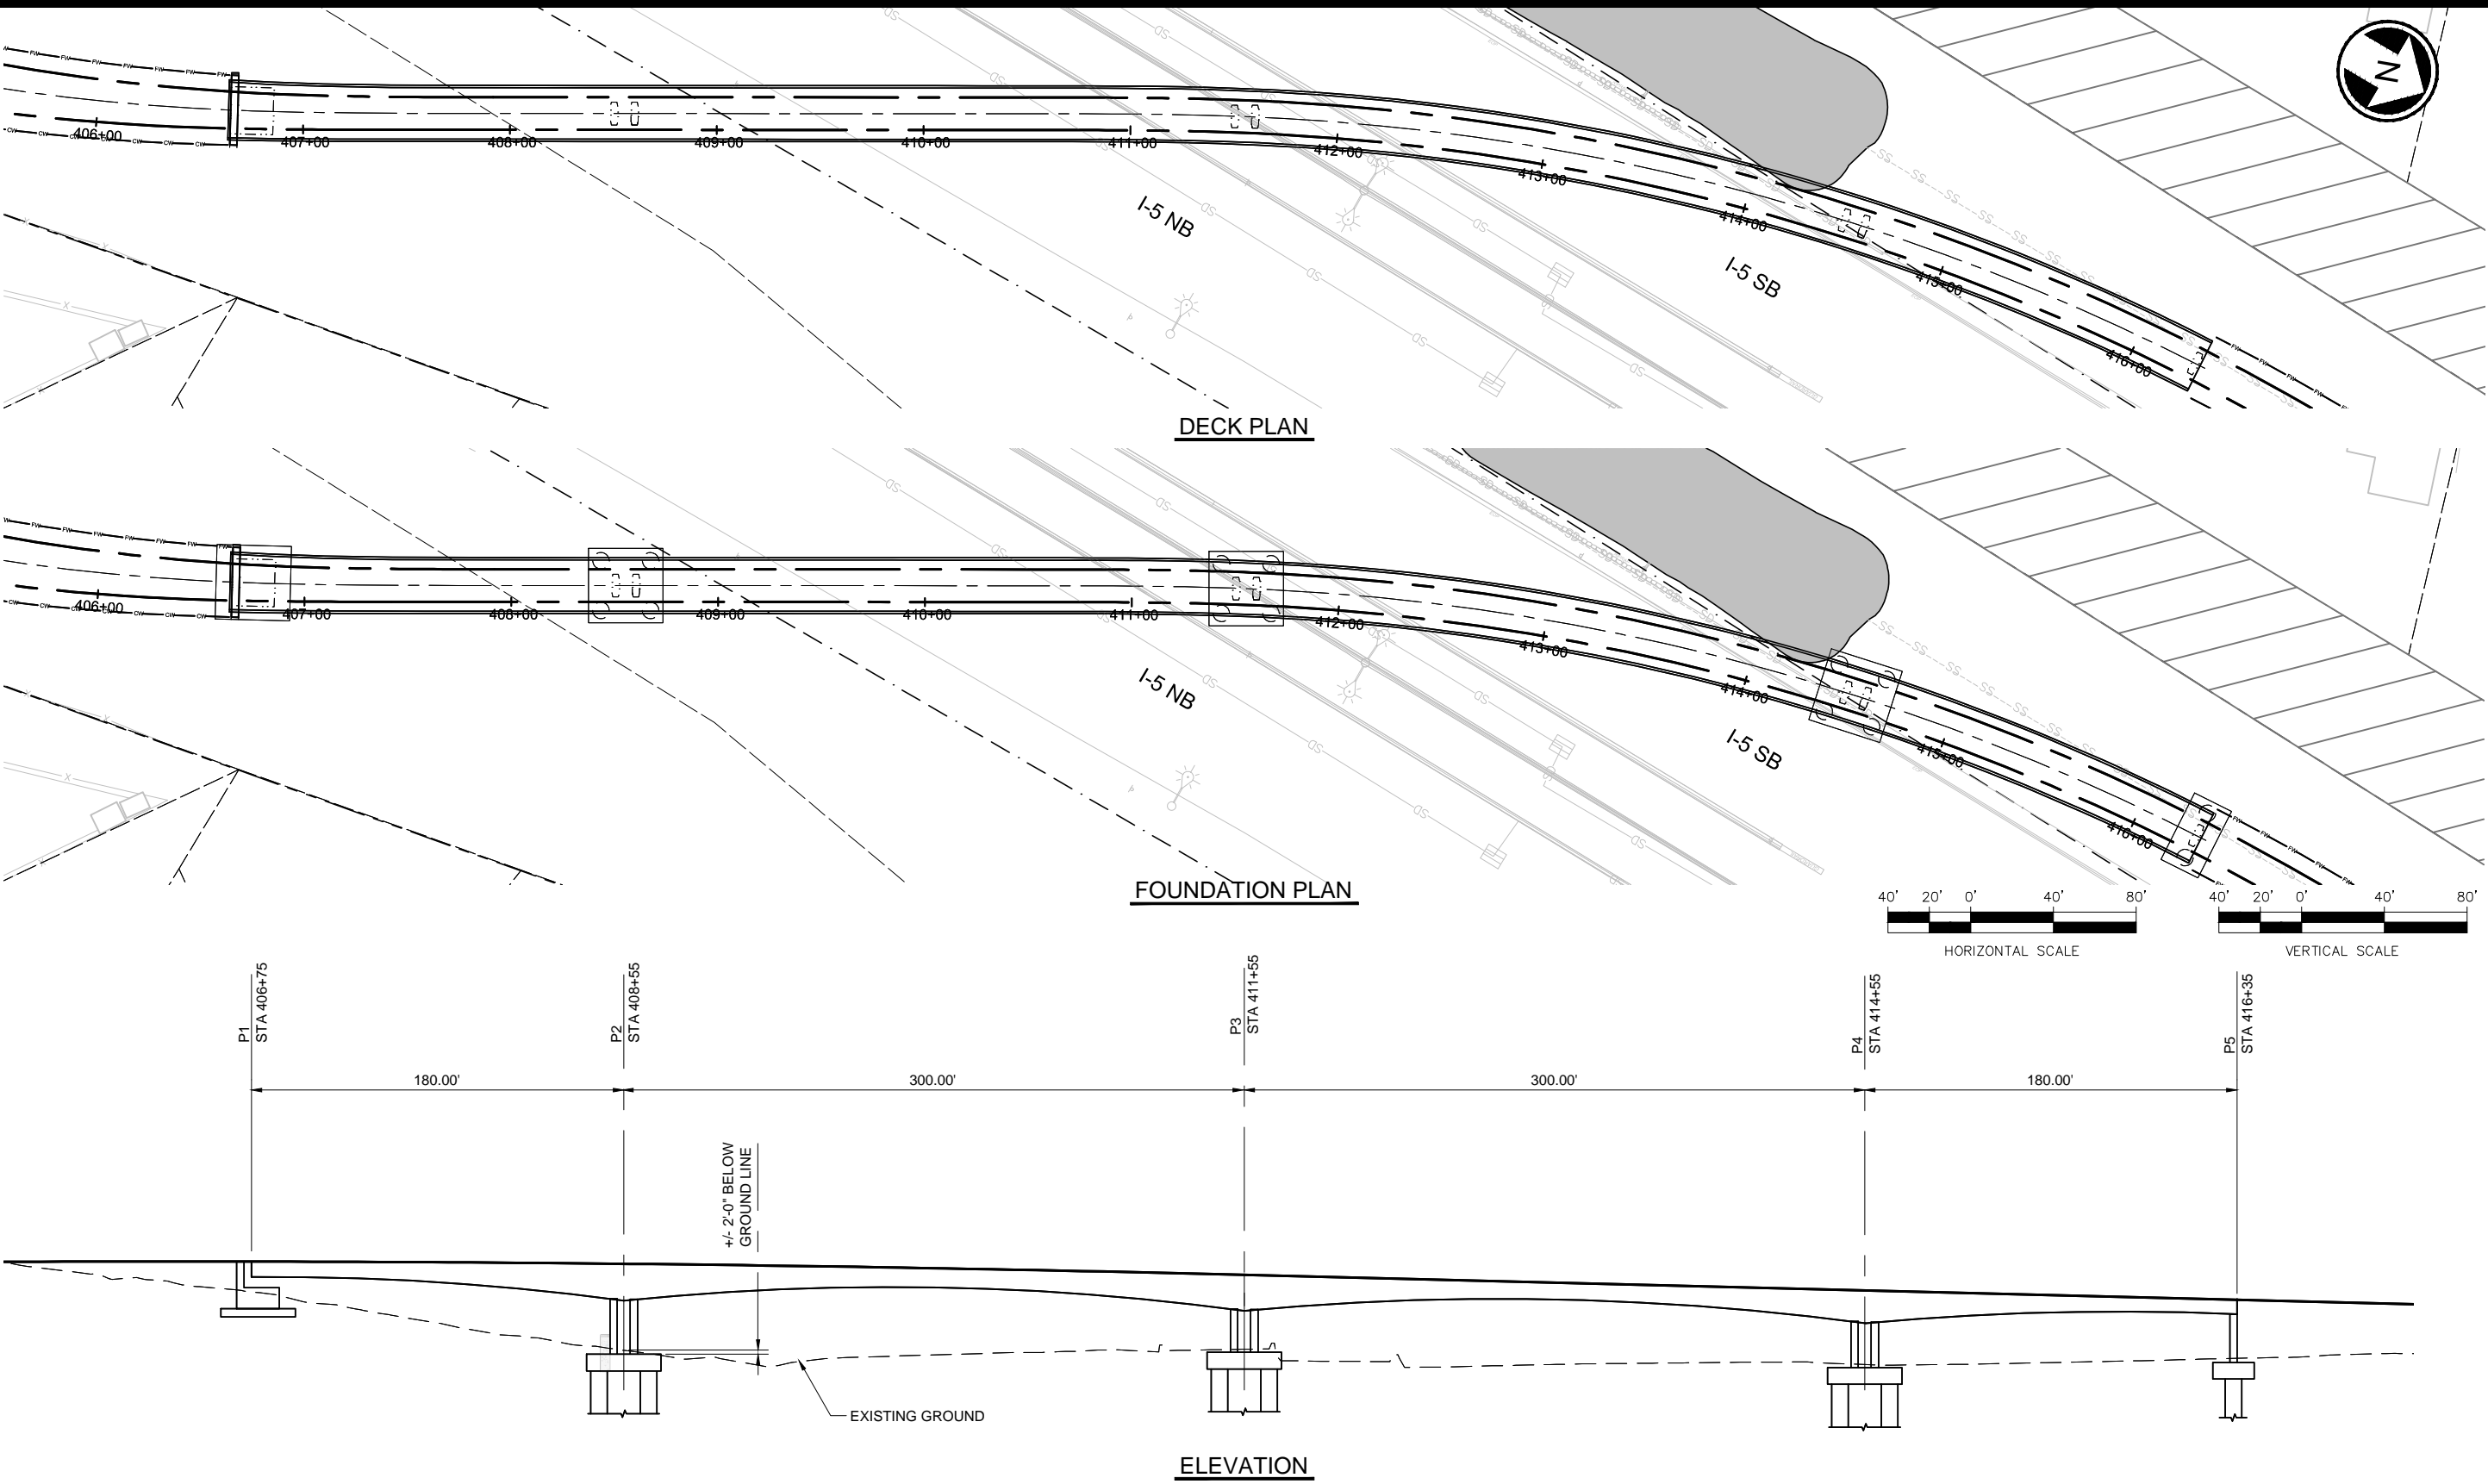 N
406+00
407+00
408+00
409+00
410+00
411+00
412+00
413+00
414+00
415+00
416+00
I-5 NB
I-5 SB
DECK PLAN
406+00
407+00
408+00
409+00
410+00
411+00
412+00
413+00
414+00
415+00
416+00
I-5 NB
I-5 SB
FOUNDATION PLAN
40' 20' 0' 40' 80'
HORIZONTAL SCALE
40' 20' 0' 40' 80'
VERTICAL SCALE
P1
STA 406+75
P2
STA 408+55
P3
STA 411+55
P4
STA 414+55
P5
STA 416+35
180.00'
300.00'
300.00'
180.00'
+/- 2'-0" BELOW
GROUND LINE
EXISTING GROUND
ELEVATION